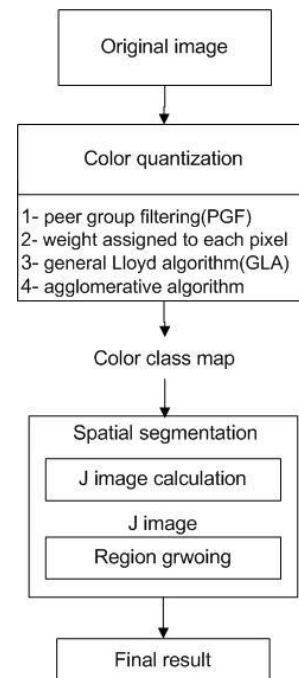 Original image
Color quantization
1- peer group filtering(PGF)
2- weight assigned to each pixel
3- general Lloyd algorithm(GLA)
4- agglomerative algorithm
Color class map
Spatial segmentation
J image calculation
J image
Region grwoing
Final result